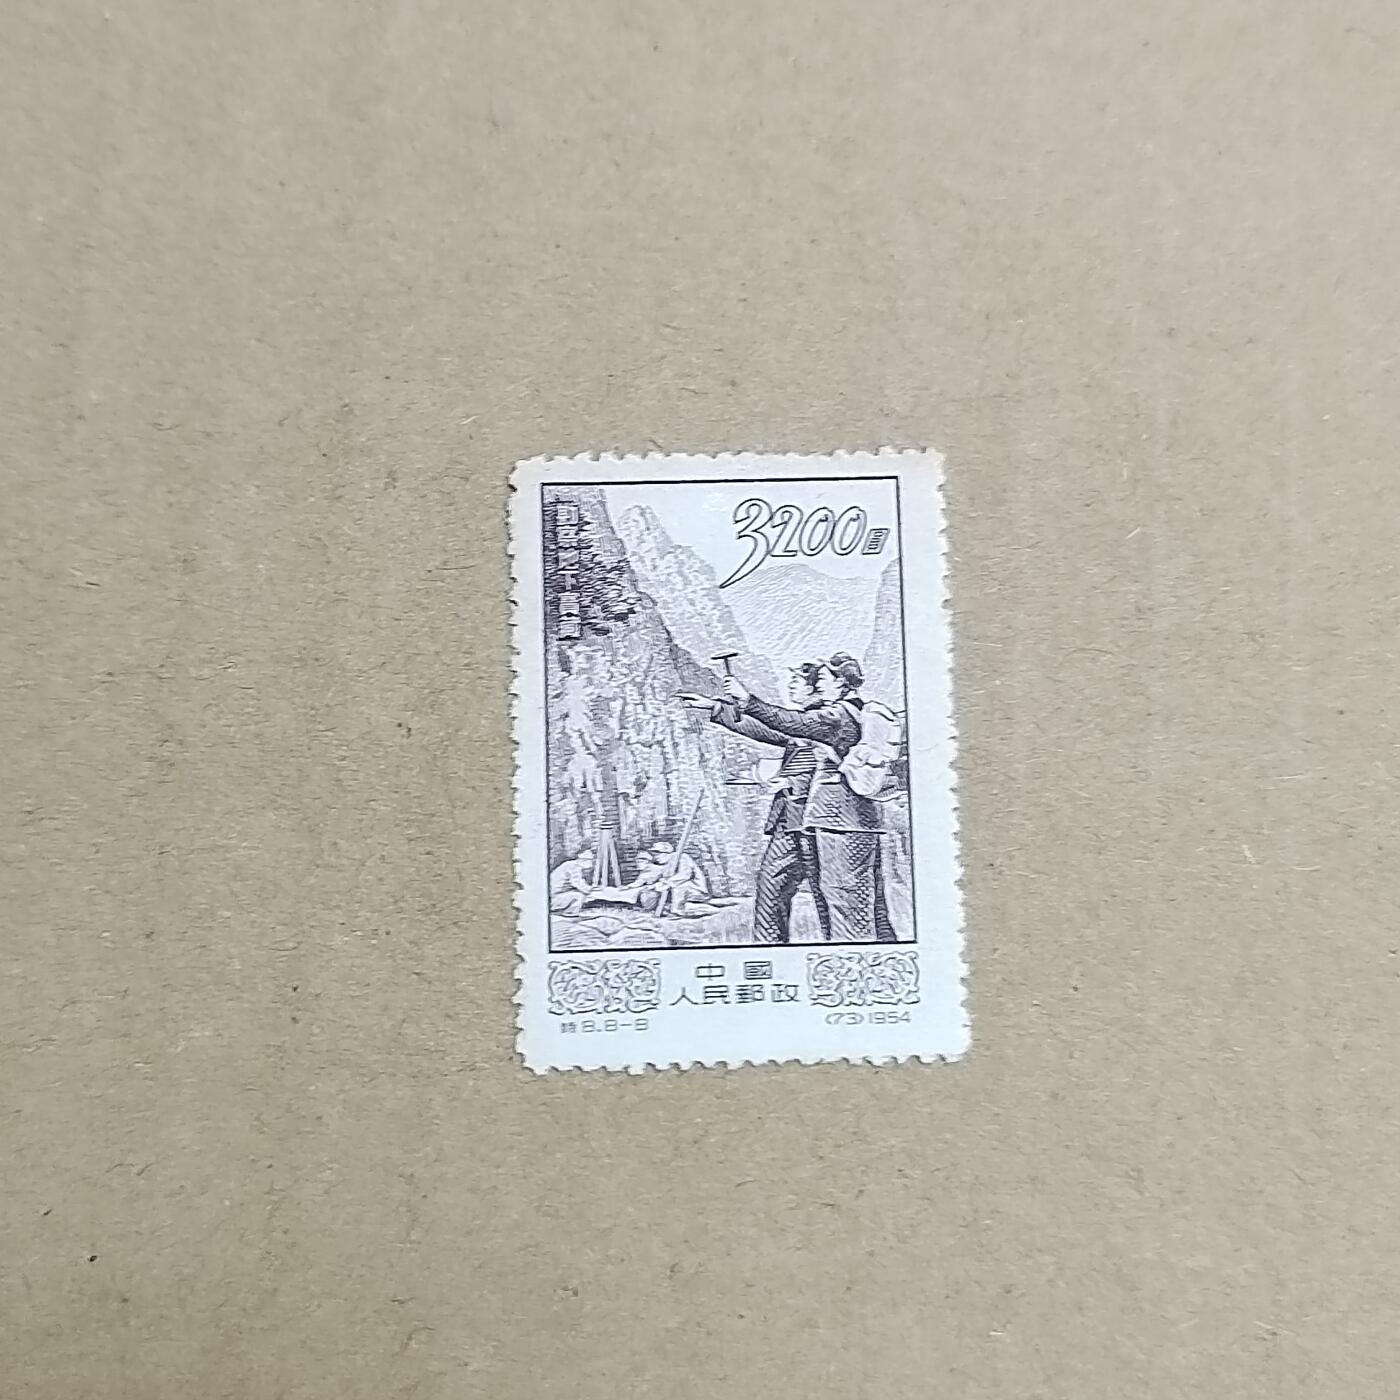 3200圓
中國
人民郵政
特8.8-8
(73)1954